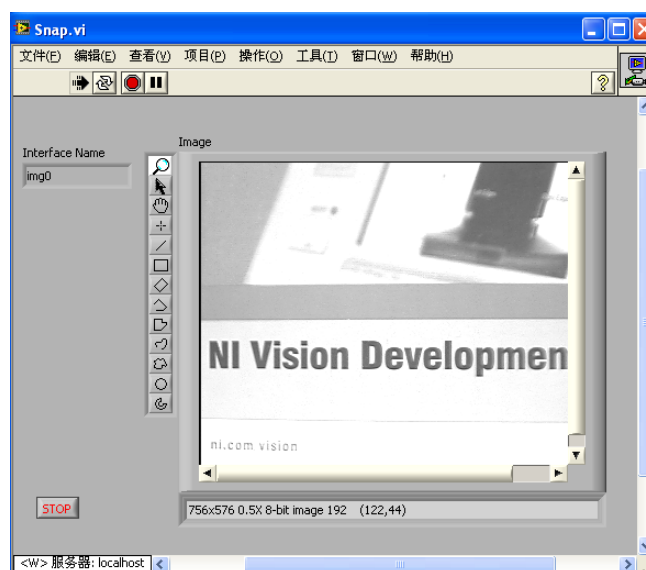 Snap.vi
文件(F) 编辑(E) 查看(V) 项目(P) 操作(O) 工具(T) 窗口(W) 帮助(H)
Image
Interface Name
img0
NI Vision Developmen
ni.com vision
STOP
756x576 0.5X 8-bit image 192 (122,44)
<W> 服务器: localhost